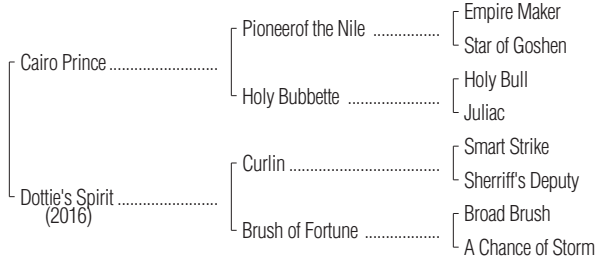 Empire Maker
Pioneerof the Nile ................
Star of Goshen
Cairo Prince ..........................
Holy Bull
Holy Bubbette ......................
Juliac
Smart Strike
Curlin ....................................
Sherriff's Deputy
Dottie's Spirit ........................
(2016)
Broad Brush
Brush of Fortune ..................
A Chance of Storm